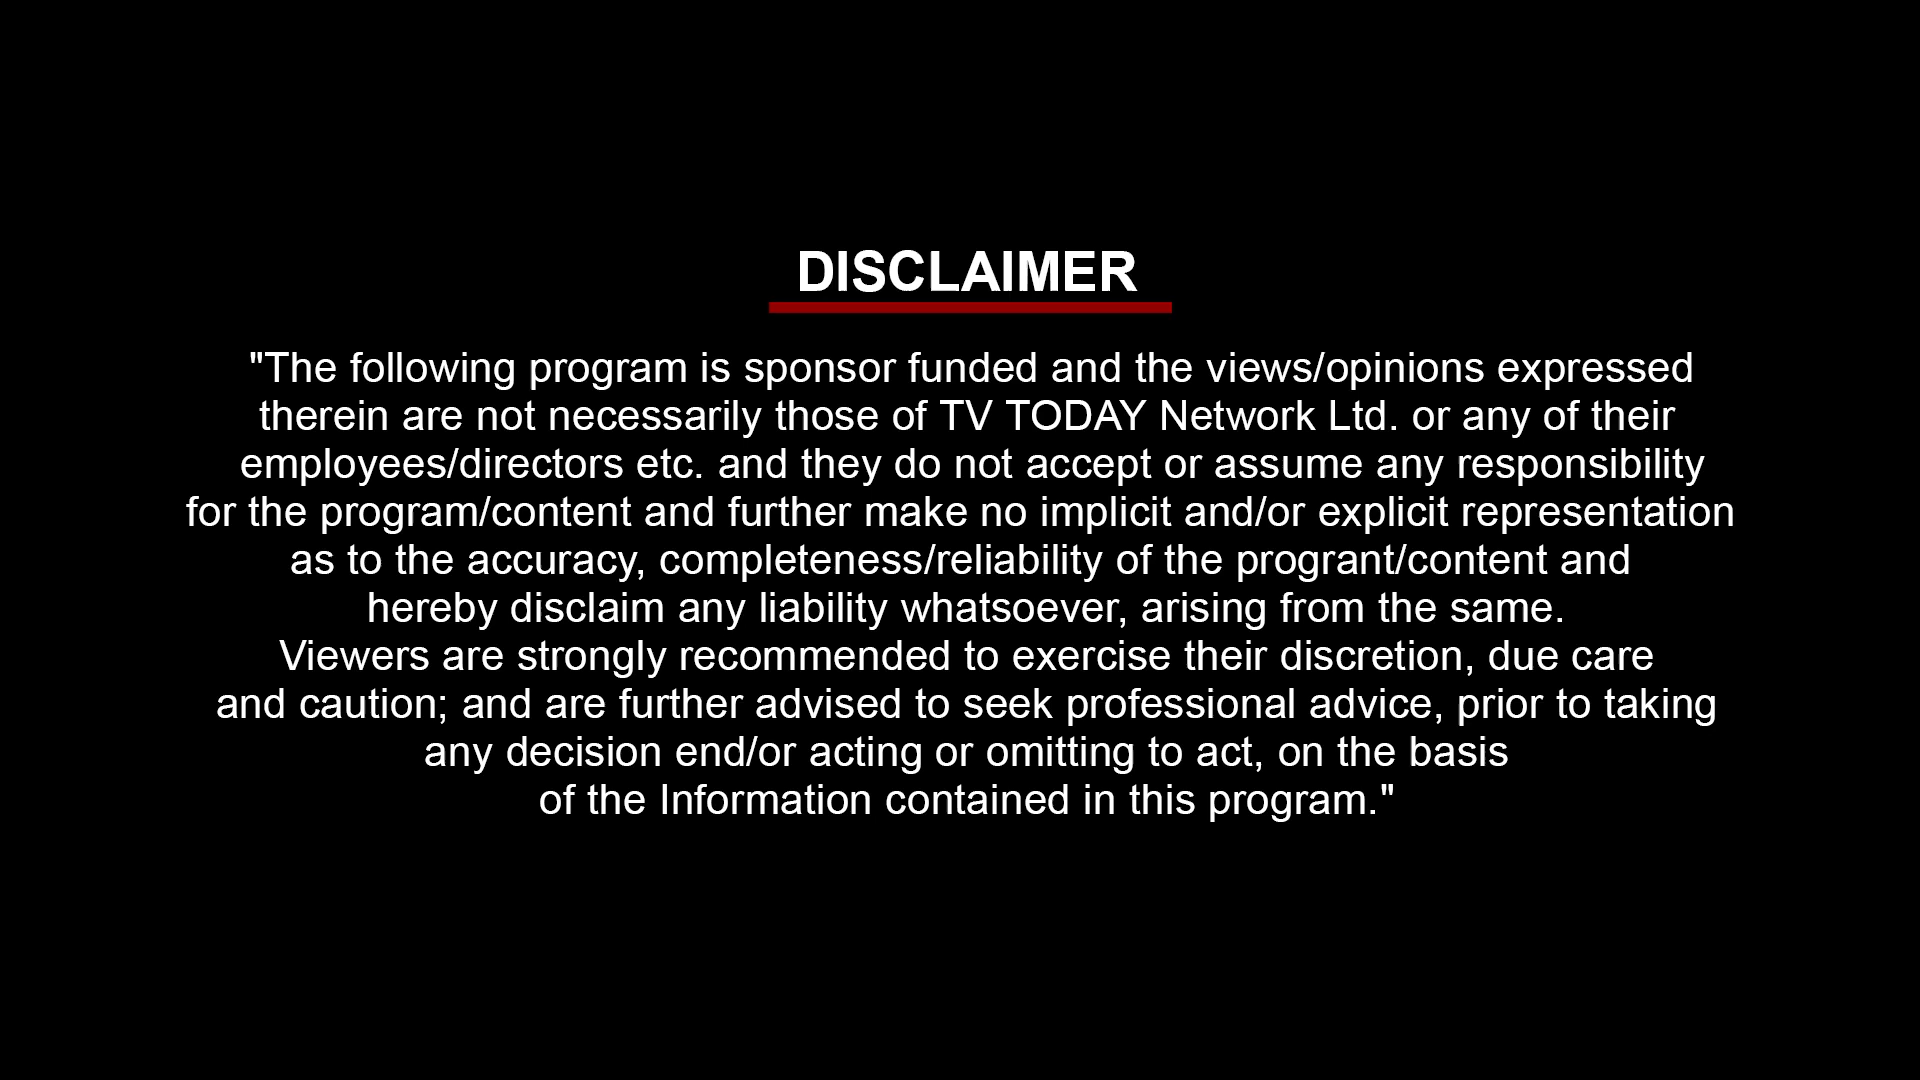 DISCLAIMER
"The following program is sponsor funded and the views/opinions expressed
therein are not necessarily those of TV TODAY Network Ltd. or any of their
employees/directors etc. and they do not accept or assume any responsibility
for the program/content and further make no implicit and/or explicit representation
as to the accuracy, completeness/reliability of the progrant/content and
hereby disclaim any liability whatsoever, arising from the same.
Viewers are strongly recommended to exercise their discretion, due care
and caution; and are further advised to seek professional advice, prior to taking
any decision end/or acting or omitting to act, on the basis
of the Information contained in this program."